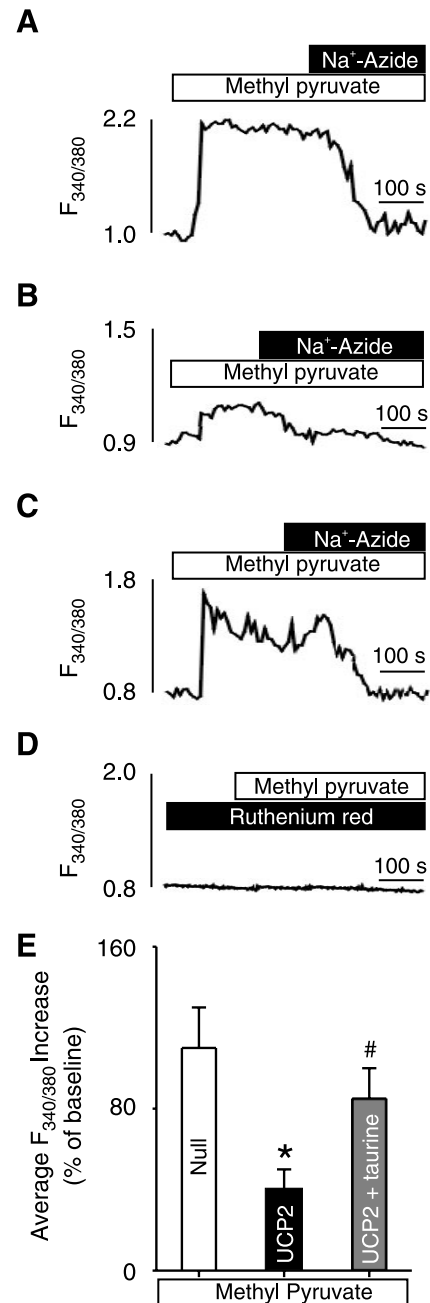 A
Na⁺-Azide
Methyl pyruvate
2.2
F340/380
100 s
1.0
B
1.5
Na⁺-Azide
Methyl pyruvate
F340/380
100 s
0.9
C
Na⁺-Azide
Methyl pyruvate
1.8
F340/380
100 s
0.8
D
2.0
Methyl pyruvate
Ruthenium red
F340/380
100 s
0.8
E
160
Average F340/380 Increase
(% of baseline)
80
0
Null
*
UCP2
#
UCP2 + taurine
Methyl Pyruvate